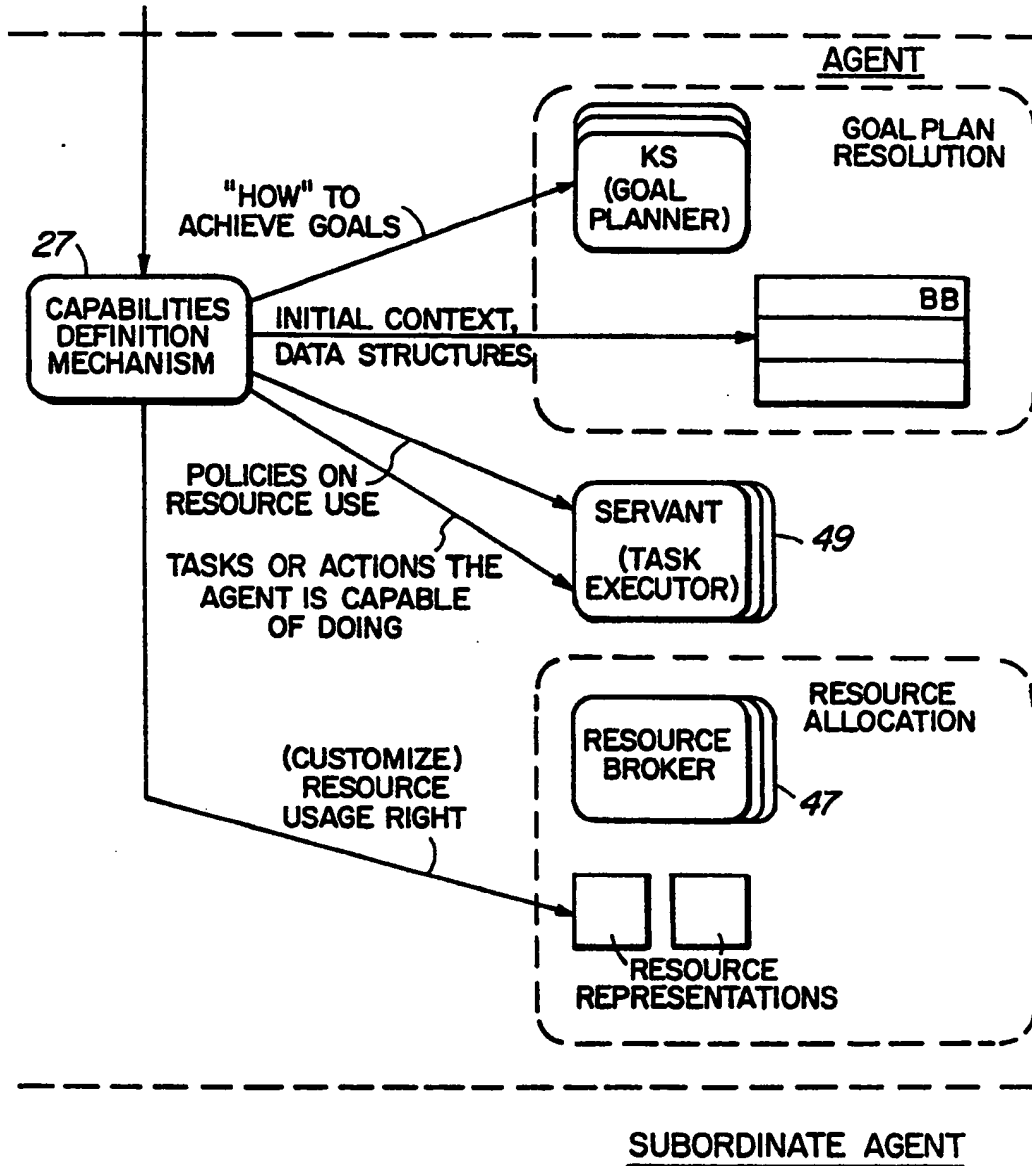 AGENT
GOAL PLAN
RESOLUTION
KS
(GOAL
PLANNER)
"HOW" TO
ACHIEVE GOALS
27
CAPABILITIES
DEFINITION
MECHANISM
INITIAL CONTEXT,
DATA STRUCTURES
BB
POLICIES ON
RESOURCE USE
SERVANT
(TASK
EXECUTOR)
49
TASKS OR ACTIONS THE
AGENT IS CAPABLE
OF DOING
RESOURCE
ALLOCATION
RESOURCE
BROKER
47
(CUSTOMIZE)
RESOURCE
USAGE RIGHT
RESOURCE
REPRESENTATIONS
SUBORDINATE AGENT